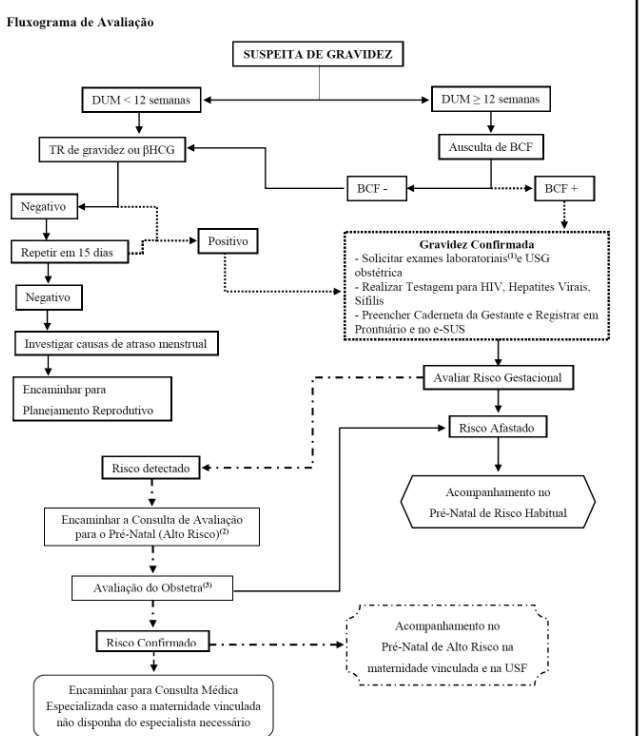 Fluxograma de Avaliação
SUSPEITA DE GRAVIDEZ
DUM < 12 semanas
DUM ≥ 12 semanas
TR de gravidez ou βHCG
Ausculta de BCF
BCF -
BCF +
Negativo
Repetir em 15 dias
Positivo
Negativo
Investigar causas de atraso menstrual
Encaminhar para
Planejamento Reprodutivo
Gravidez Confirmada
- Solicitar exames laboratoriais(1)e USG
obstétrica
- Realizar Testagem para HIV, Hepatites Virais,
Sífilis
- Preencher Caderneta da Gestante e Registrar em
Prontuário e no e-SUS
Avaliar Risco Gestacional
Risco Afastado
Acompanhamento no
Pré-Natal de Risco Habitual
Risco detectado
Encaminhar a Consulta de Avaliação
para o Pré-Natal (Alto Risco)(2)
Avaliação do Obstetra(3)
Risco Confirmado
Acompanhamento no
Pré-Natal de Alto Risco na
maternidade vinculada e na USF
Encaminhar para Consulta Médica
Especializada caso a maternidade vinculada
não disponha do especialista necessário